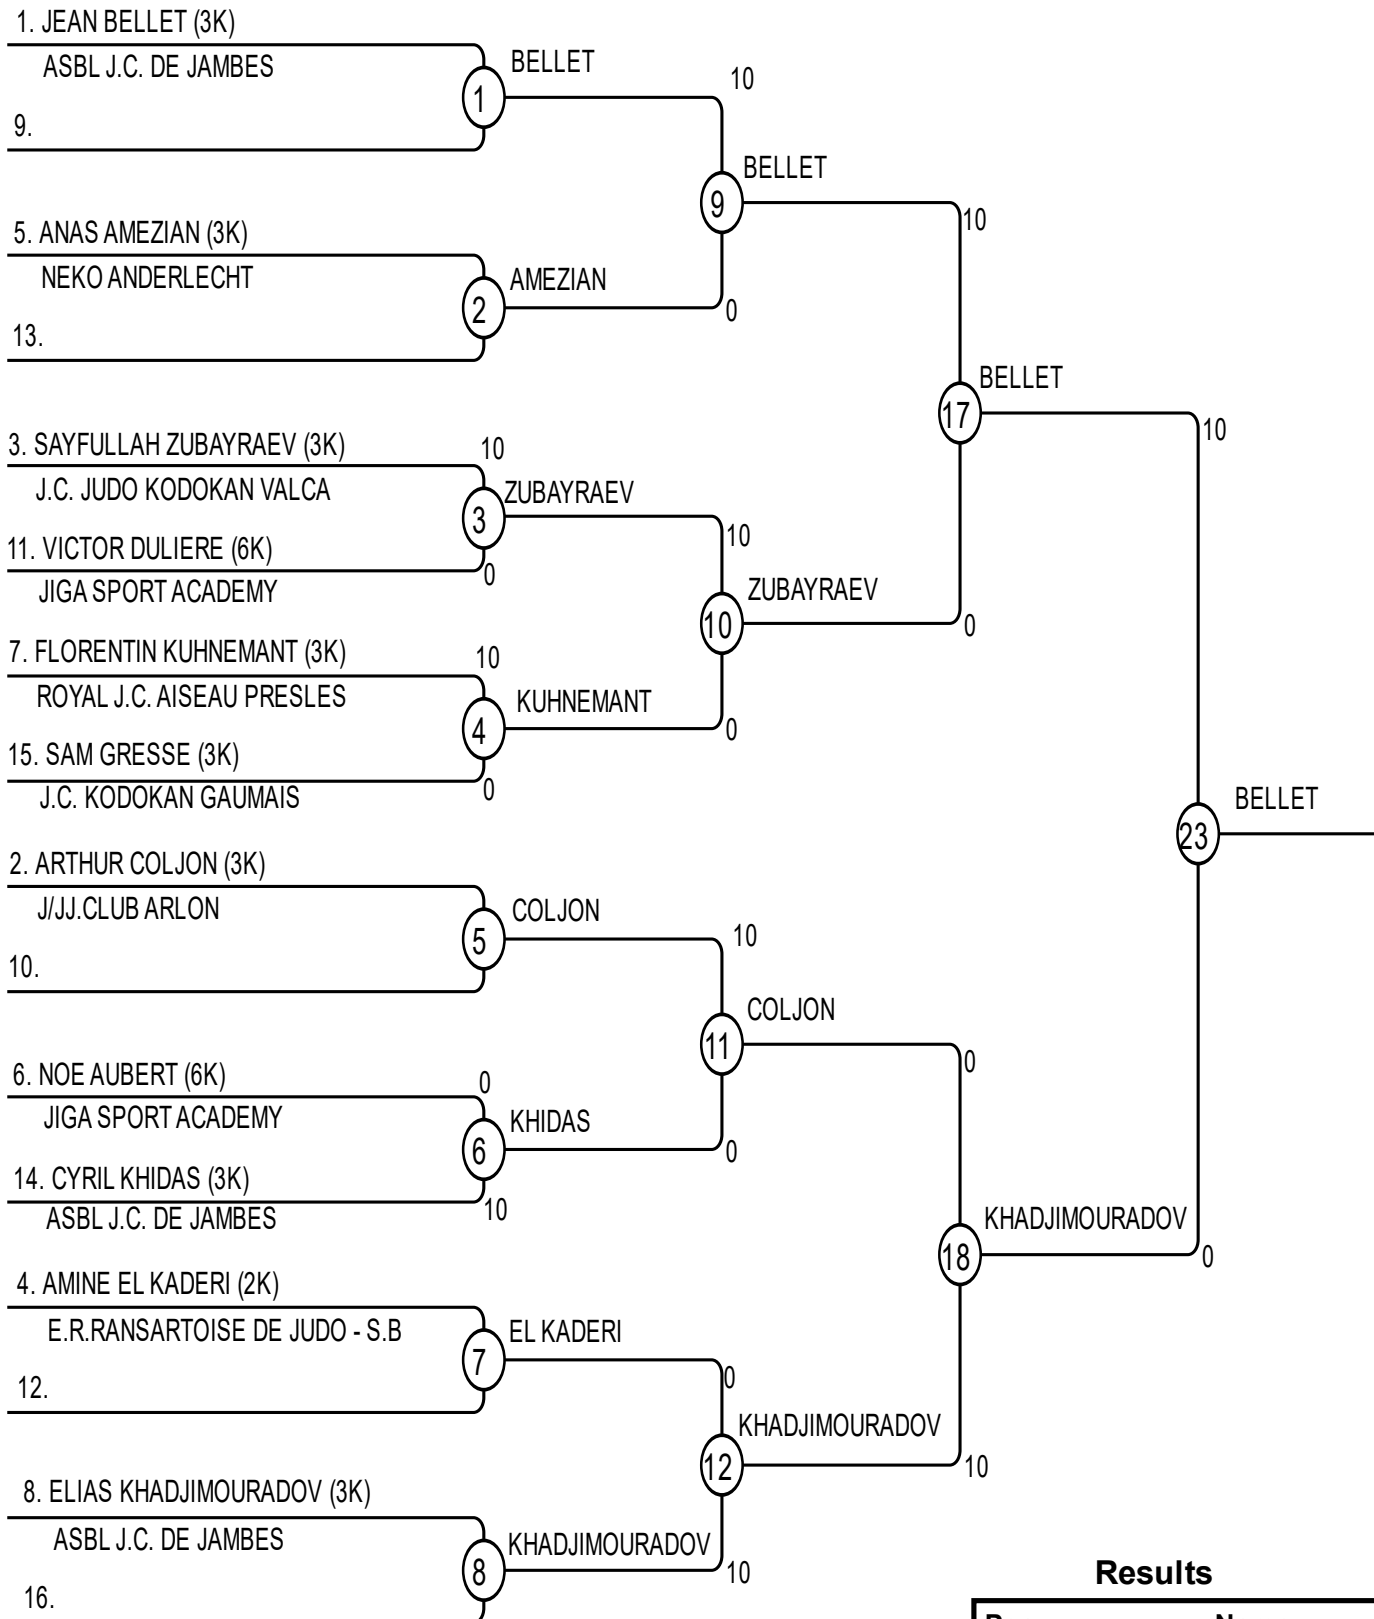 1. JEAN BELLET (3K)
ASBL J.C. DE JAMBES
9.
1
BELLET
10
5. ANAS AMEZIAN (3K)
NEKO ANDERLECHT
13.
2
AMEZIAN
0
9
BELLET
10
3. SAYFULLAH ZUBAYRAEV (3K)
10
J.C. JUDO KODOKAN VALCA
11. VICTOR DULIERE (6K)
0
JIGA SPORT ACADEMY
3
ZUBAYRAEV
10
7. FLORENTIN KUHNEMANT (3K)
10
ROYAL J.C. AISEAU PRESLES
15. SAM GRESSE (3K)
0
J.C. KODOKAN GAUMAIS
4
KUHNEMANT
0
10
ZUBAYRAEV
0
17
BELLET
10
2. ARTHUR COLJON (3K)
J/JJ.CLUB ARLON
10.
5
COLJON
10
6. NOE AUBERT (6K)
0
JIGA SPORT ACADEMY
14. CYRIL KHIDAS (3K)
10
ASBL J.C. DE JAMBES
6
KHIDAS
0
11
COLJON
0
4. AMINE EL KADERI (2K)
E.R.RANSARTOISE DE JUDO - S.B
12.
7
EL KADERI
0
8. ELIAS KHADJIMOURADOV (3K)
ASBL J.C. DE JAMBES
16.
8
KHADJIMOURADOV
10
12
KHADJIMOURADOV
10
18
KHADJIMOURADOV
0
23
BELLET
Results